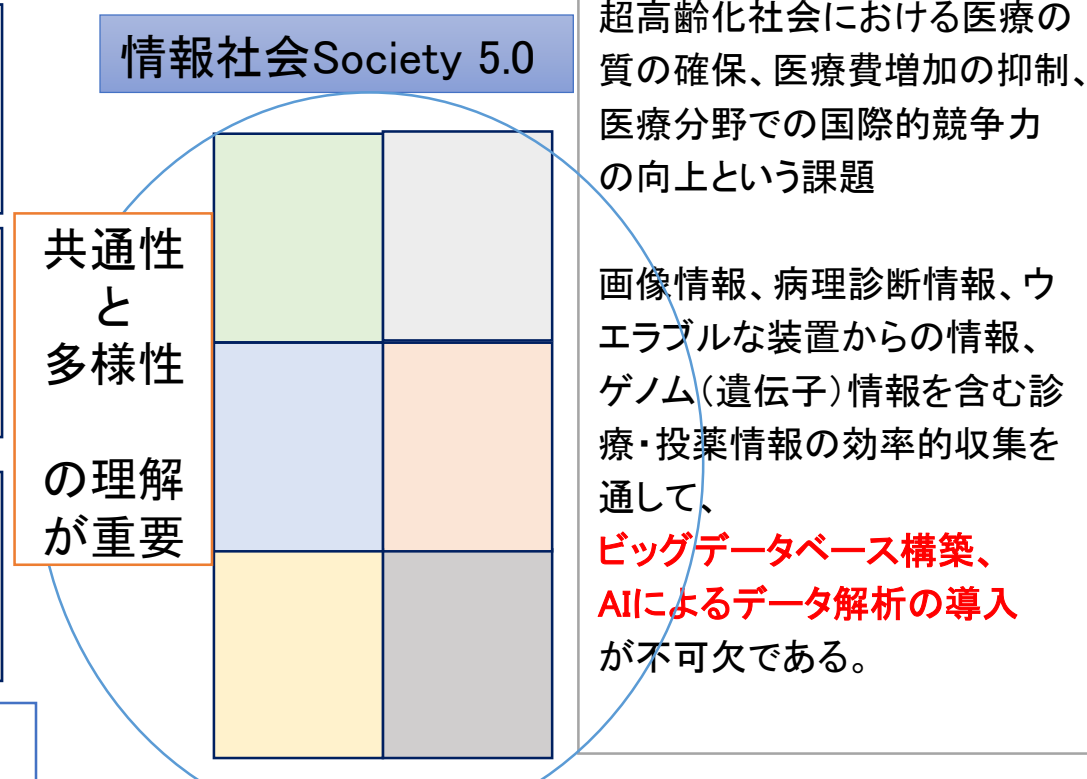 情報社会Society 5.0
共通性
と
多様性
の理解
が重要
超高齢化社会における医療の
質の確保、医療費増加の抑制、
医療分野での国際的競争力
の向上という課題
画像情報、病理診断情報、ウ
エラブルな装置からの情報、
ゲノム(遺伝子)情報を含む診
療・投薬情報の効率的収集を
通して、
ビッグデータベース構築、
AIによるデータ解析の導入
が不可欠である。